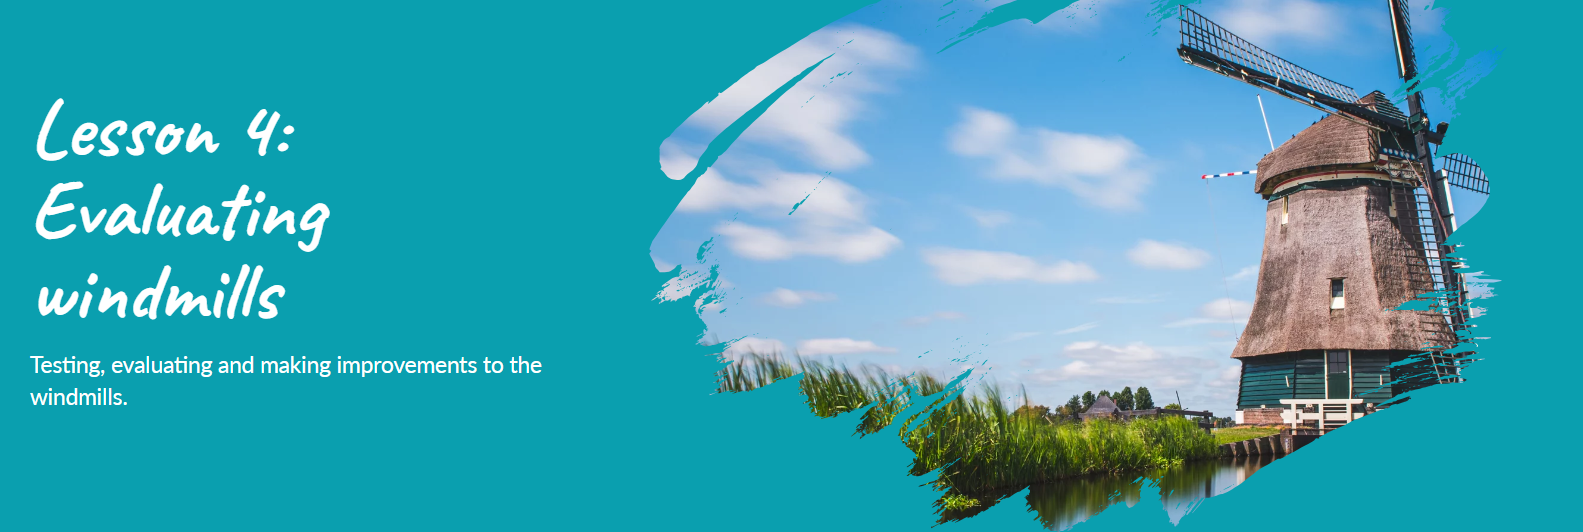 Lesson 4:
Evaluating
windmills
Testing, evaluating and making improvements to the
windmills.